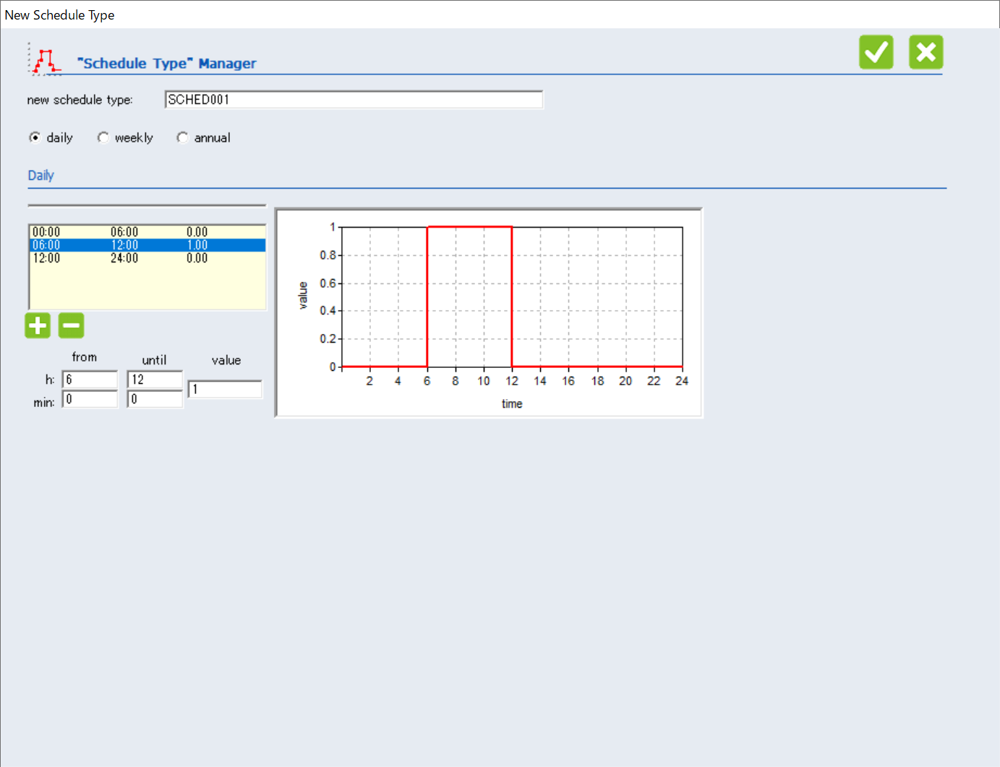 New Schedule Type
"Schedule Type" Manager
new schedule type: SCHED001
daily weekly annual
Daily
00:00 06:00 0.00
06:00 12:00 1.00
12:00 24:00 0.00
from until value
h: 6 12
1
min: 0 0
value
1
0.8
0.6
0.4
0.2
0
2 4 6 8 10 12 14 16 18 20 22 24
time